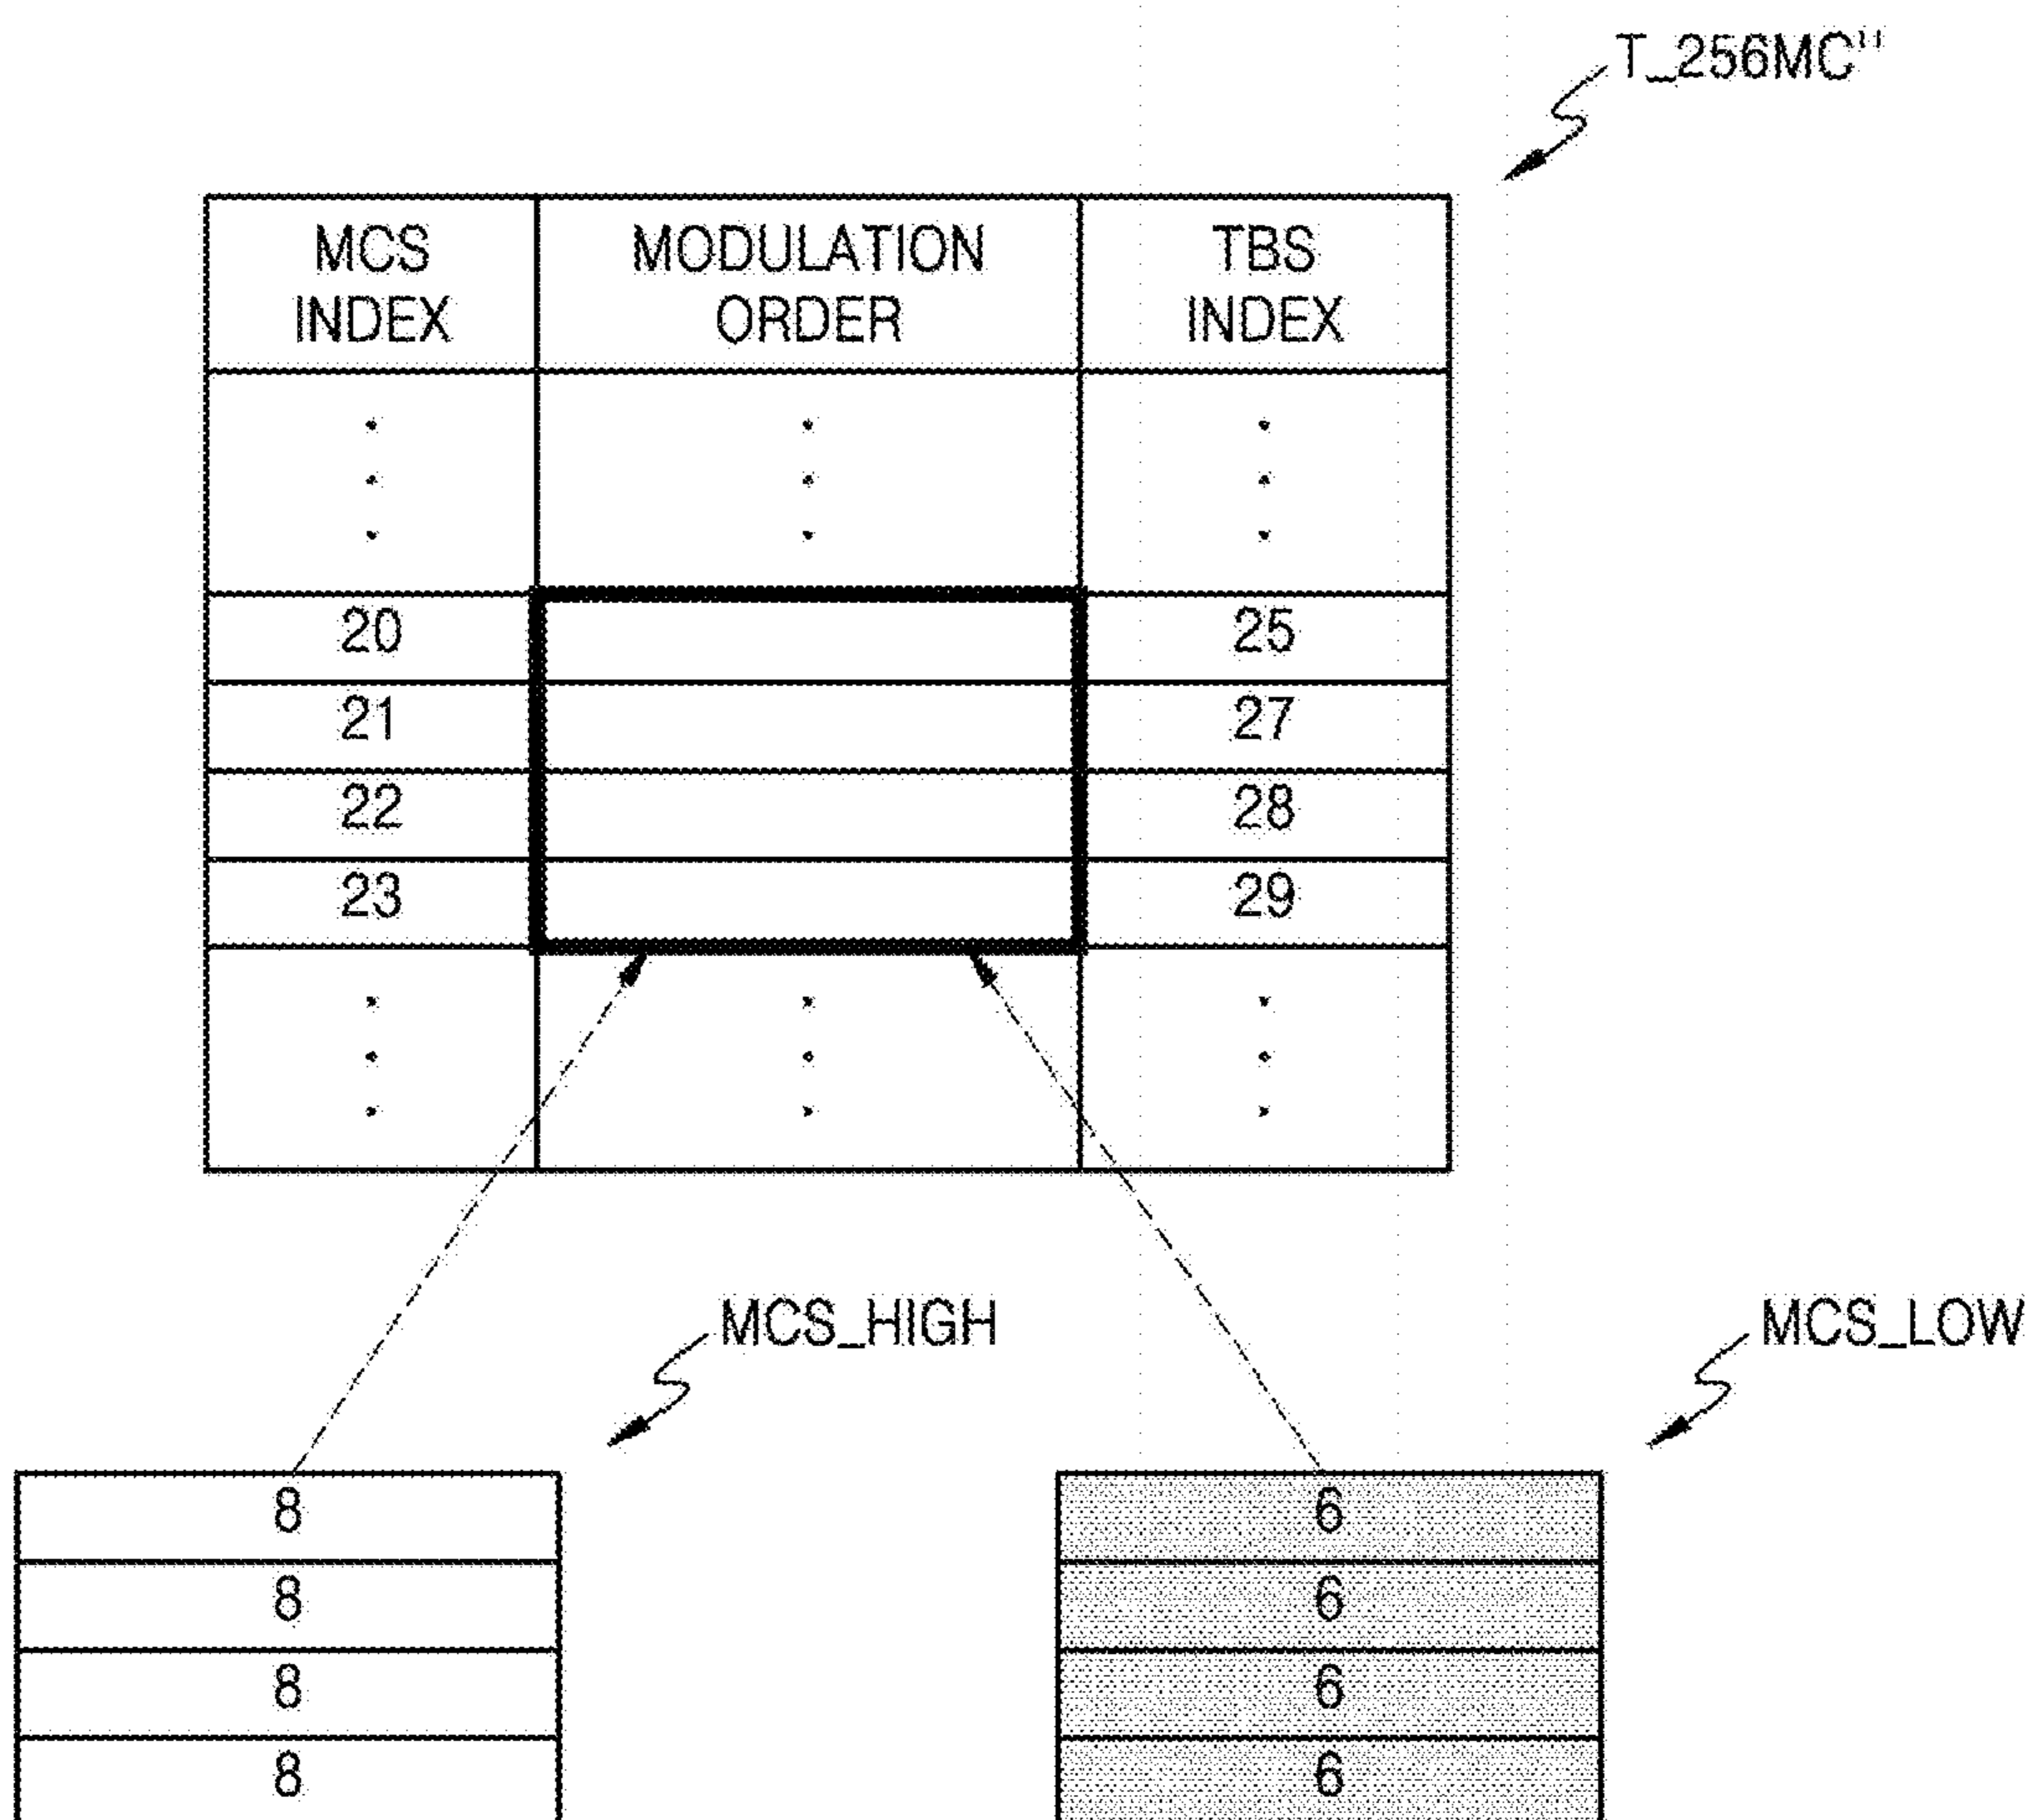 T_256MC"
MCS INDEX MODULATION ORDER TBS INDEX
20 25
21 27
22 28
23 29
MCS_HIGH
MCS_LOW
8 6
8 6
8 6
8 6